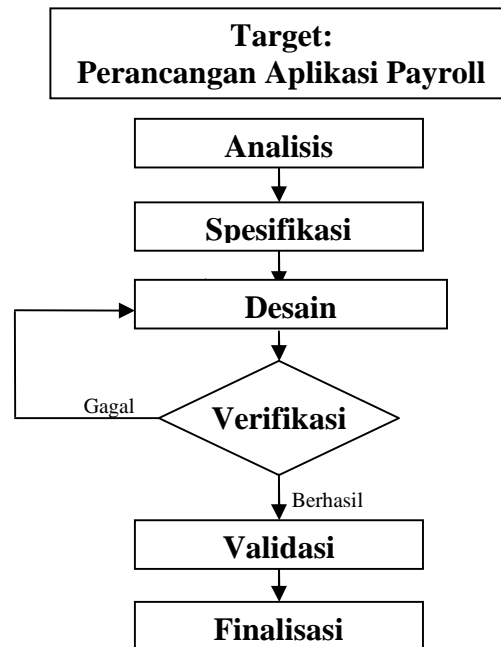 Target:
Perancangan Aplikasi Payroll
Analisis
Spesifikasi
Desain
Gagal
Verifikasi
Berhasil
Validasi
Finalisasi